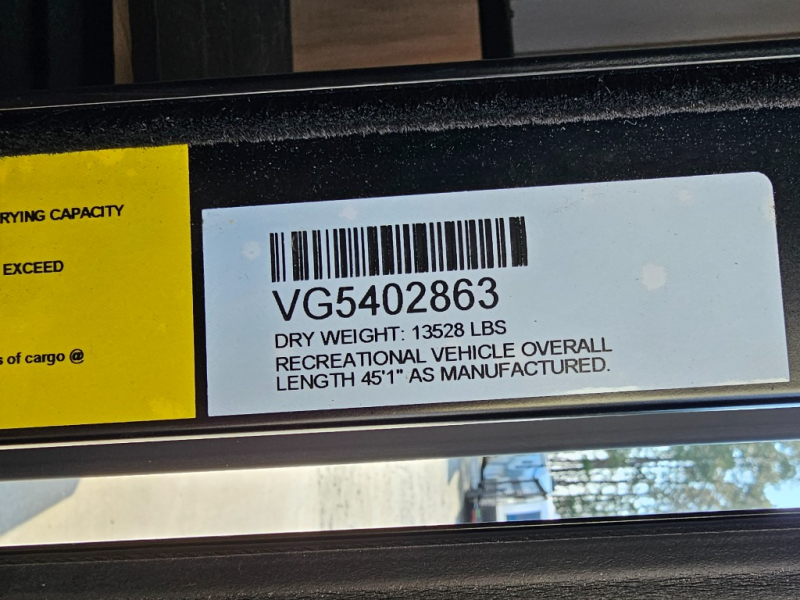 RYING CAPACITY
EXCEED
of cargo @
VG5402863
DRY WEIGHT: 13528 LBS
RECREATIONAL VEHICLE OVERALL
LENGTH 45'1" AS MANUFACTURED.